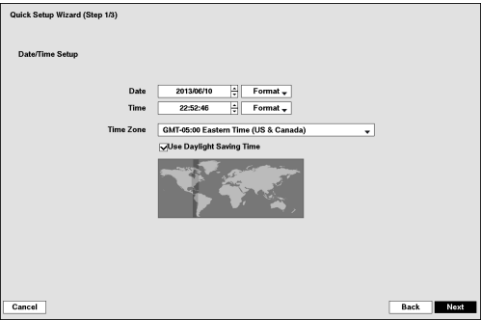 Quick Setup Wizard (Step 1/3)
Date/Time Setup
Date 2013/06/10 Format
Time 22:52:46 Format
Time Zone GMT-05:00 Eastern Time (US & Canada)
Use Daylight Saving Time
Cancel Back Next